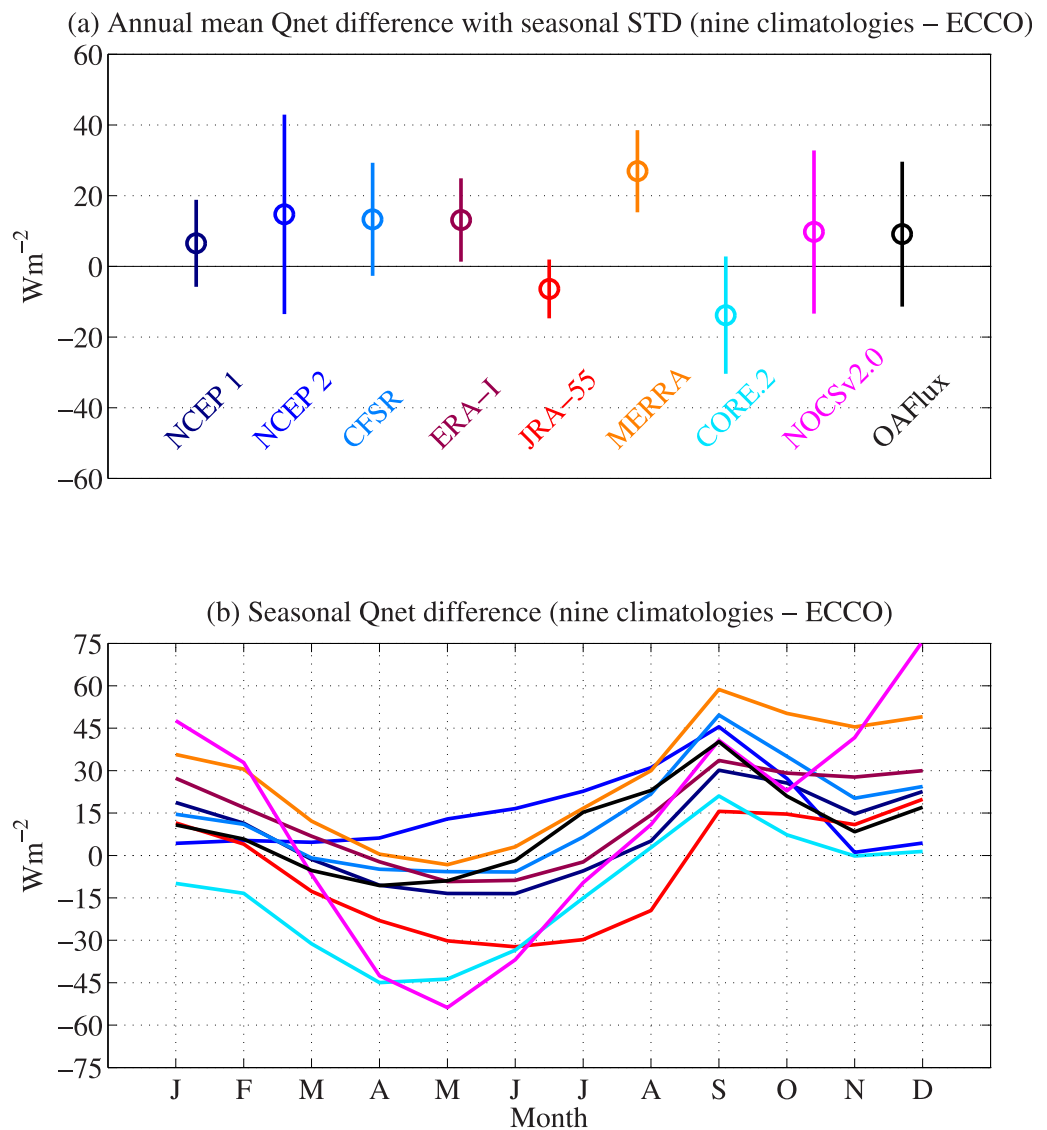 (a) Annual mean Qnet difference with seasonal STD (nine climatologies − ECCO)
60
40
20
0
−20
−40
−60
Wm−2
NCEP 1
NCEP 2
CFSR
ERA−I
JRA−55
MERRA
CORE.2
NOCSv2.0
OAFlux
(b) Seasonal Qnet difference (nine climatologies − ECCO)
75
60
45
30
15
0
−15
−30
−45
−60
−75
Wm−2
J F M A M J J A S O N D
Month